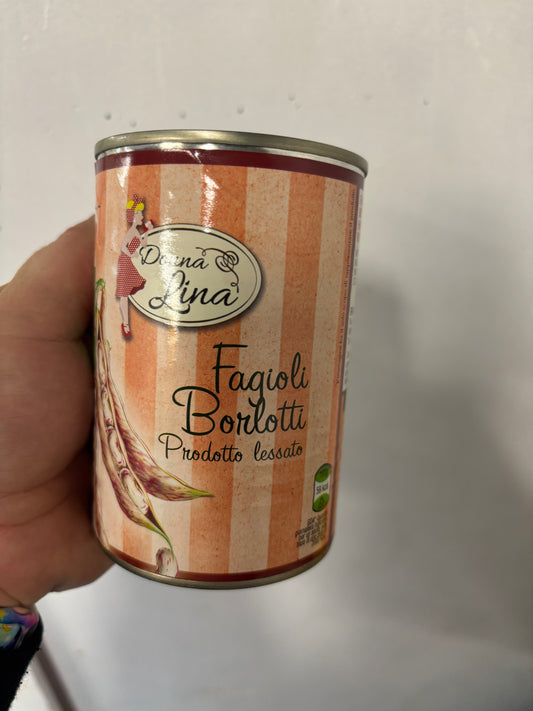 Donna
Lina
Fagioli
Borlotti
Prodotto lessato